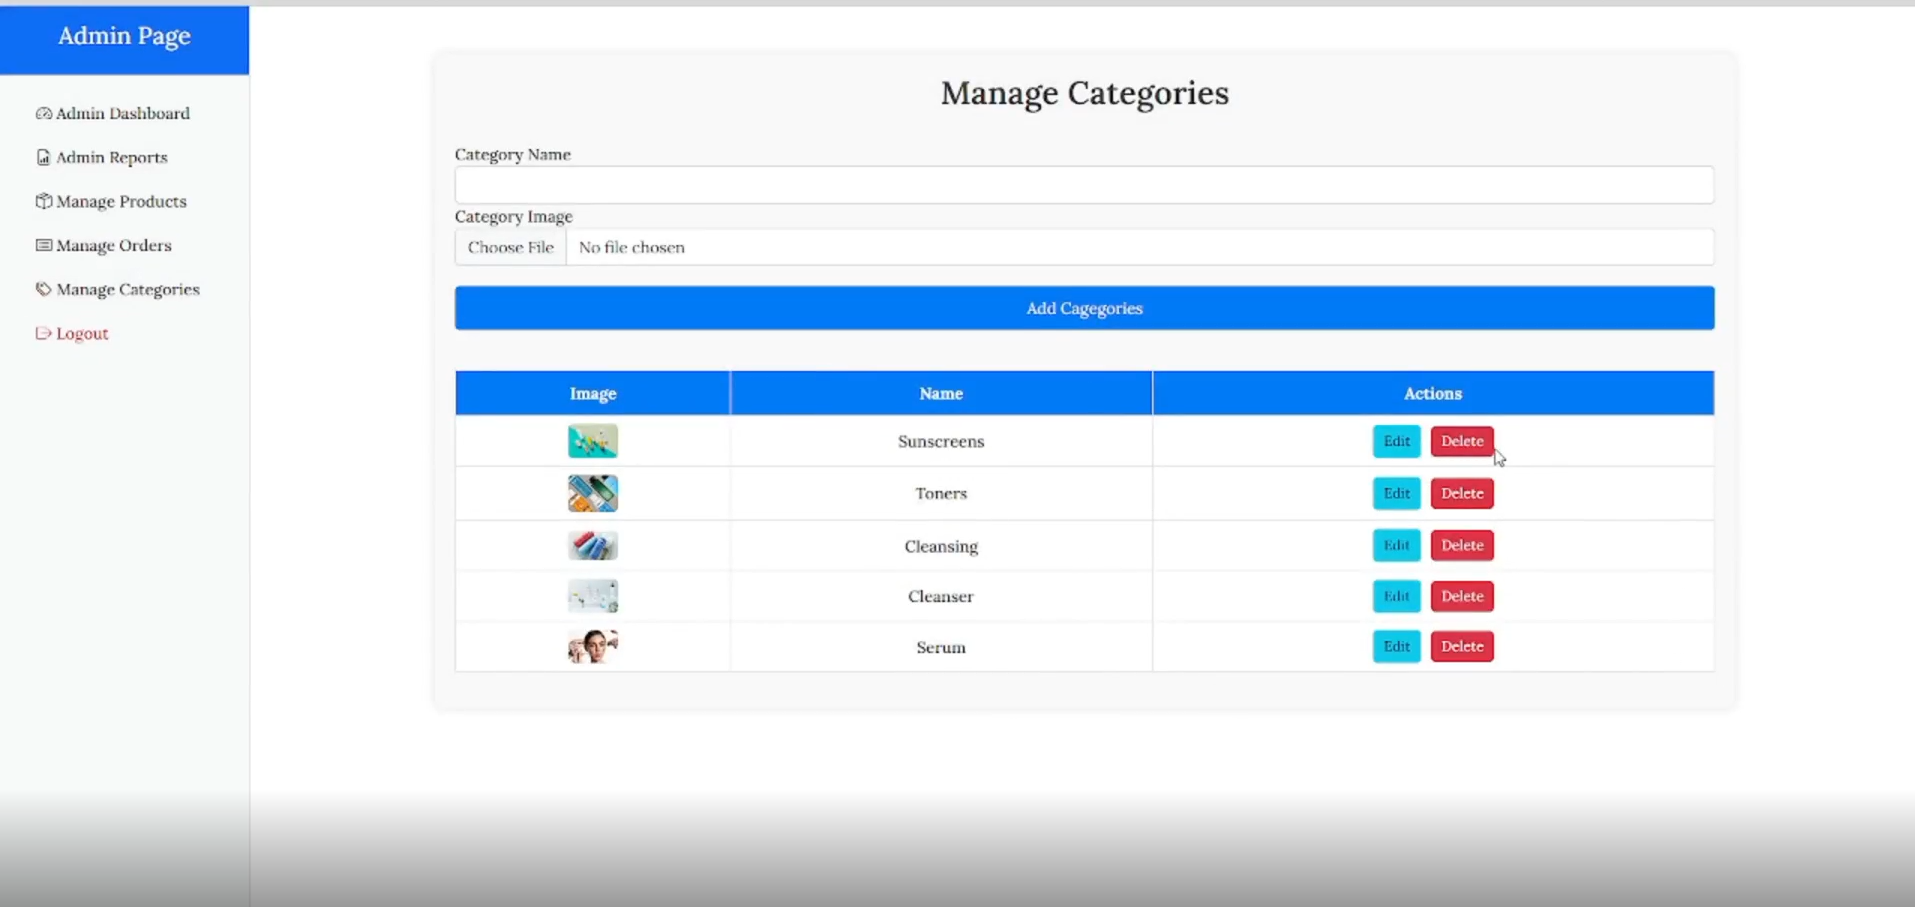 Admin Page
Admin Dashboard
Admin Reports
Manage Products
Manage Orders
Manage Categories
Logout
Manage Categories
Category Name
Category Image
Choose File No file chosen
Add Cagegories
Image Name Actions
Sunscreens Edit Delete
Toners Edit Delete
Cleansing Edit Delete
Cleanser Edit Delete
Serum Edit Delete